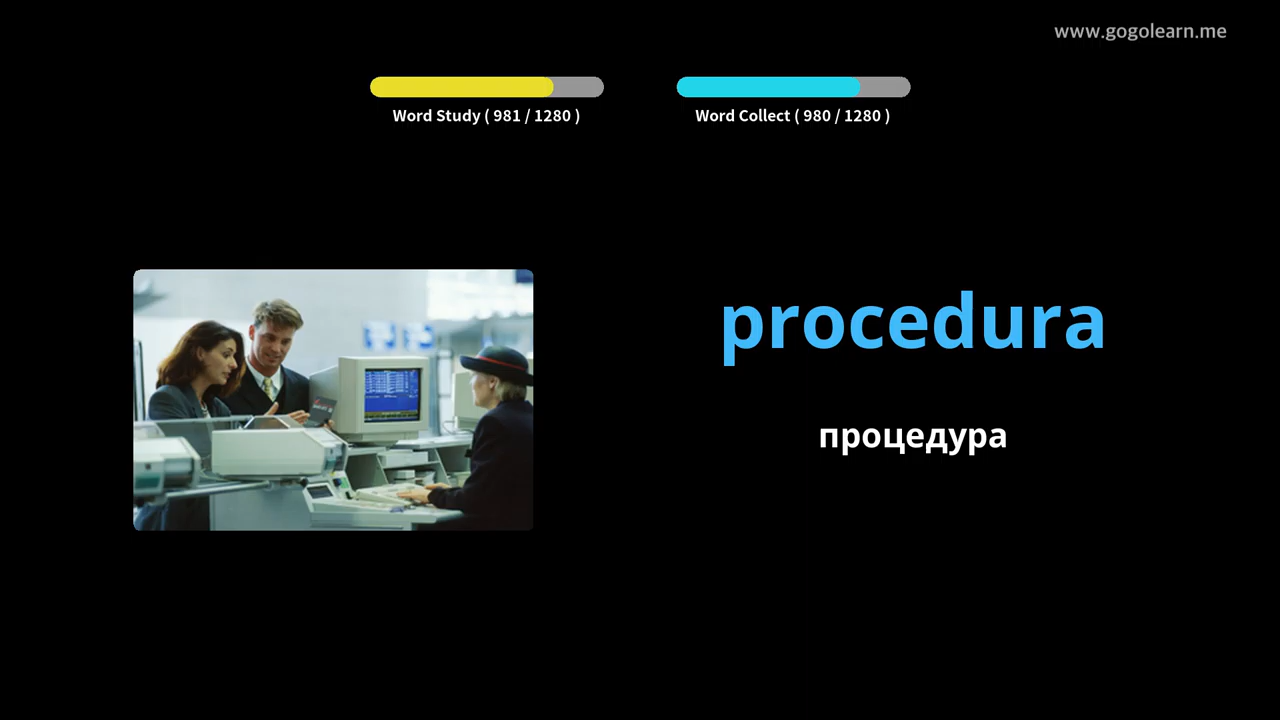 www.gogolearn.me
Word Study ( 981 / 1280 )
Word Collect ( 980 / 1280 )
procedura
процедура